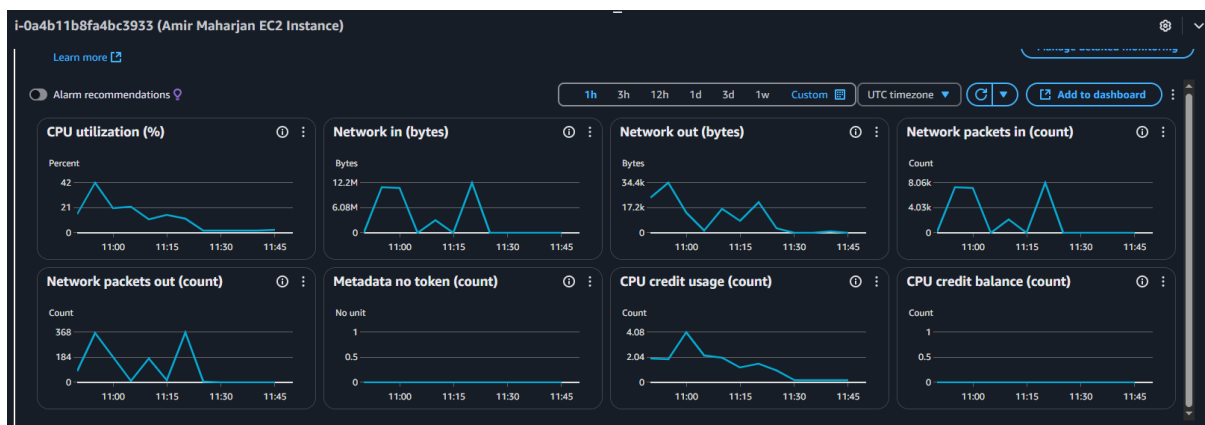 i-0a4b11b8fa4bc3933 (Amir Maharjan EC2 Instance)
Learn more
Manage detailed monitoring
Alarm recommendations
1h 3h 12h 1d 3d 1w Custom UTC timezone Add to dashboard
CPU utilization (%)
Percent
42
21
0
11:00 11:15 11:30 11:45
Network in (bytes)
Bytes
12.2M
6.08M
0
11:00 11:15 11:30 11:45
Network out (bytes)
Bytes
34.4k
17.2k
0
11:00 11:15 11:30 11:45
Network packets in (count)
Count
8.06k
4.03k
0
11:00 11:15 11:30 11:45
Network packets out (count)
Count
368
184
0
11:00 11:15 11:30 11:45
Metadata no token (count)
No unit
1
0.5
0
11:00 11:15 11:30 11:45
CPU credit usage (count)
Count
4.08
2.04
0
11:00 11:15 11:30 11:45
CPU credit balance (count)
Count
1
0.5
0
11:00 11:15 11:30 11:45